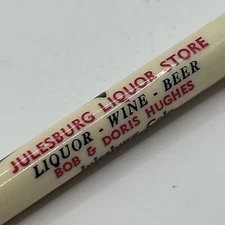 JULESBURG LIQUOR STORE
LIQUOR - WINE - BEER
BOB & DORIS HUGHES